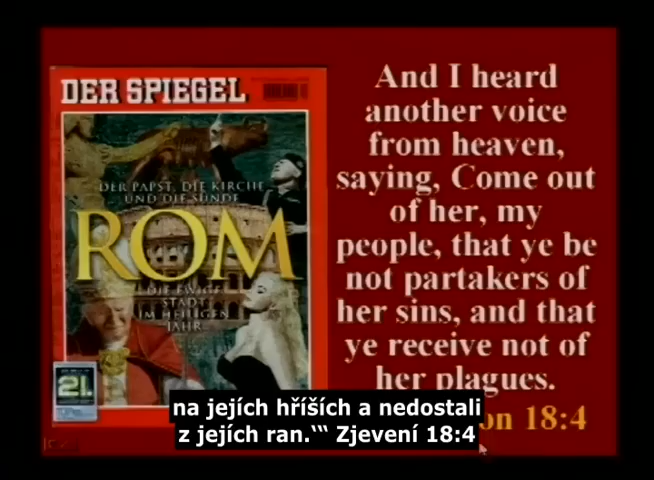 DER SPIEGEL
DER PAPST, DIE KIRCHE
UND DIE SÜNDE
ROM
DIE EWIGE
STADT
IM HEILIGEN
JAHR
21.
And I heard
another voice
from heaven,
saying, Come out
of her, my
people, that ye be
not partakers of
her sins, and that
ye receive not of
her plagues.
on 18:4
na jejích hříších a nedostali
z jejích ran.‘“ Zjevení 18:4